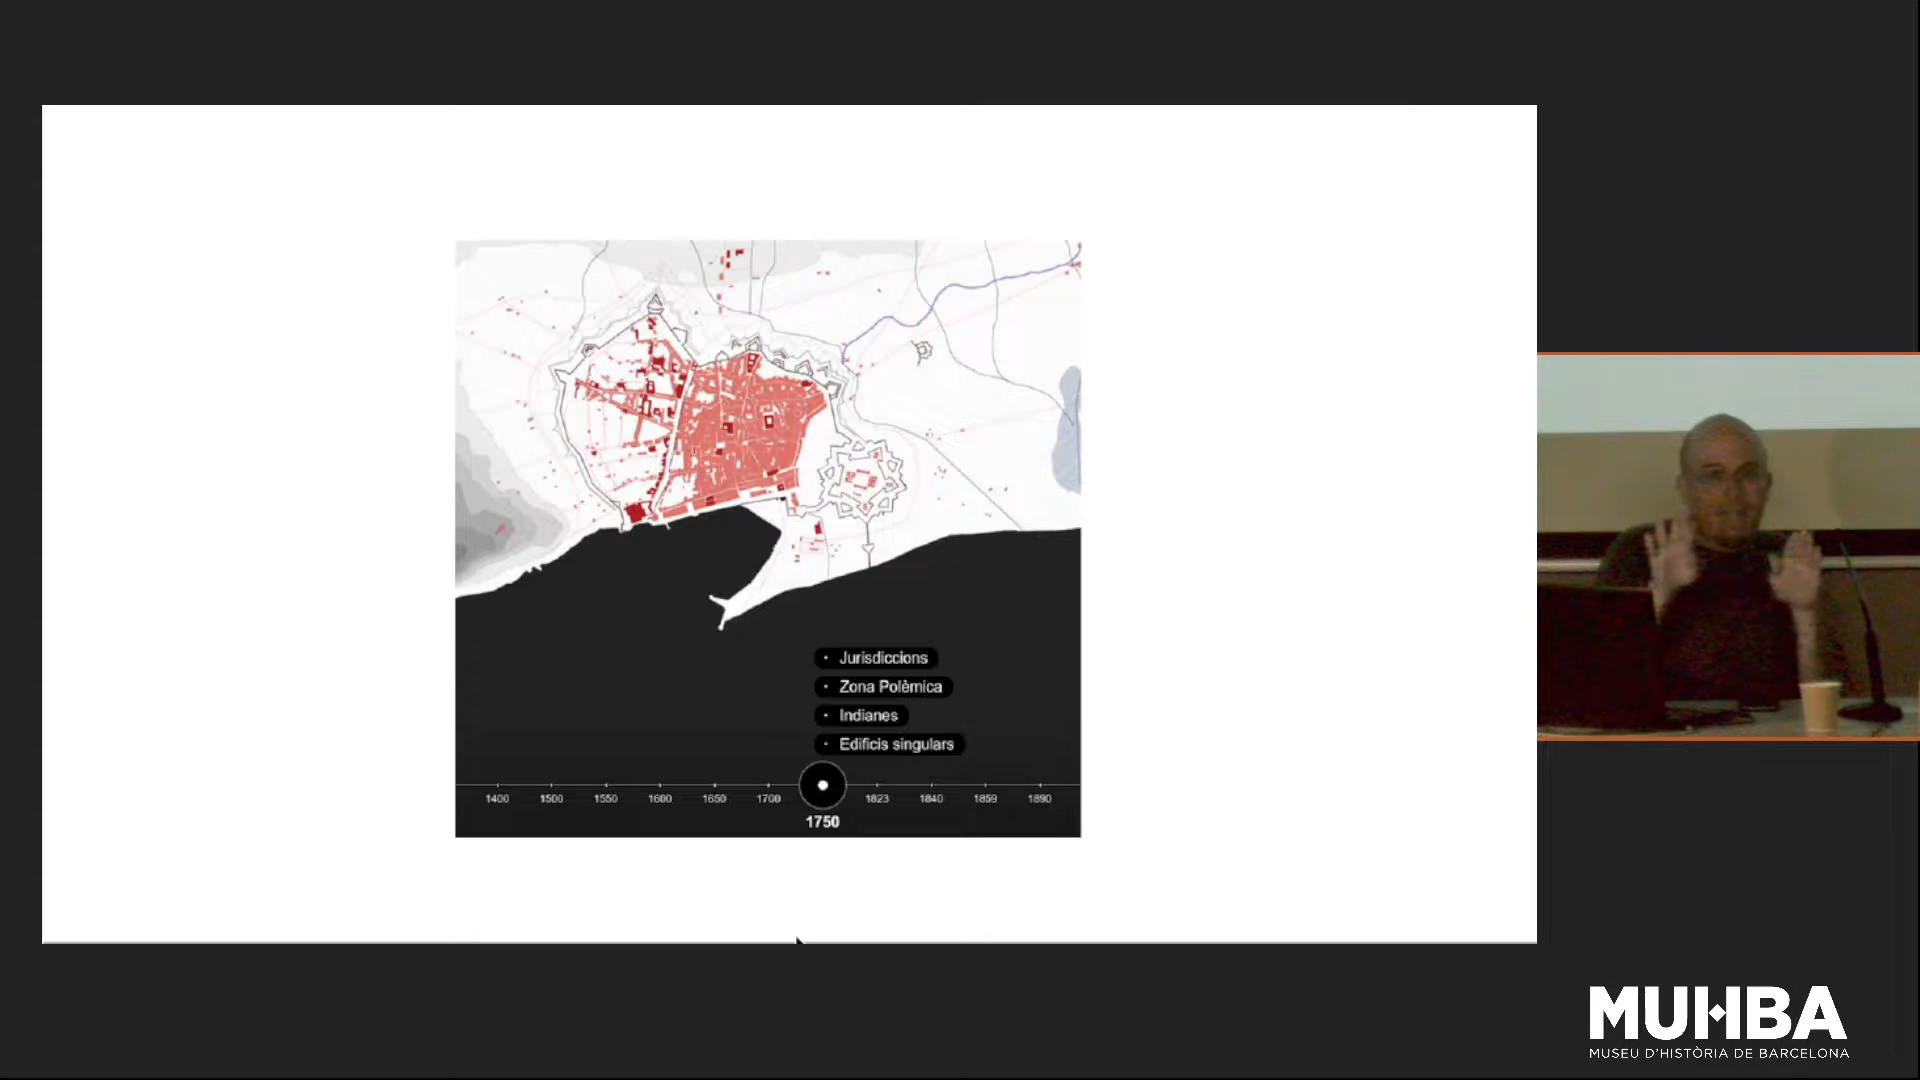 Jurisdiccions
Zona Polèmica
Indianes
Edificis singulars
1400 1500 1550 1600 1650 1700 1823 1840 1859 1890
1750
MUHBA
MUSEU D'HISTÒRIA DE BARCELONA